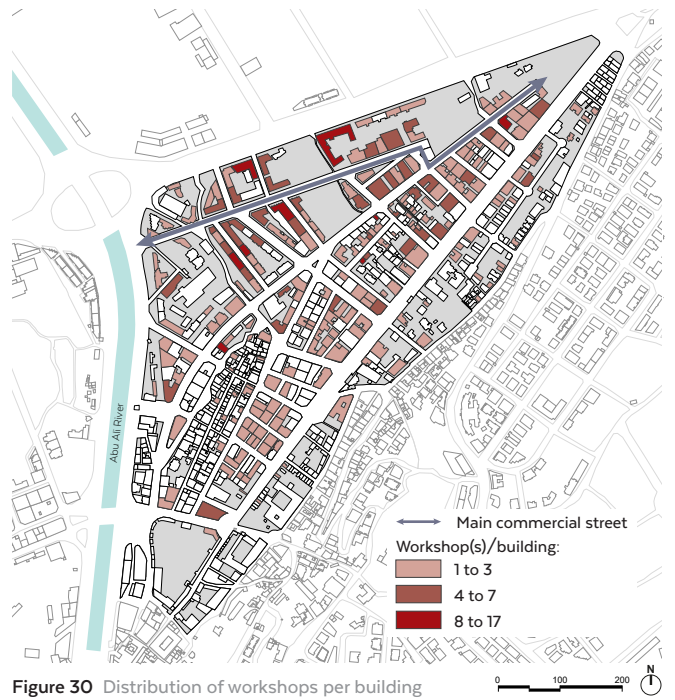 Abu Ali River
Main commercial street
Workshop(s)/building:
1 to 3
4 to 7
8 to 17
Figure 30 Distribution of workshops per building
0 100 200
N